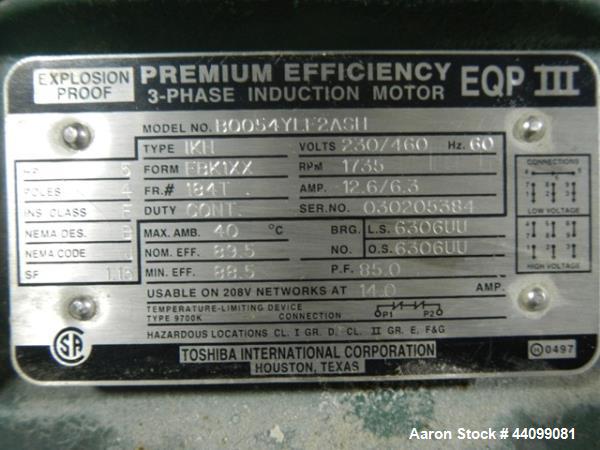 EXPLOSION PROOF
PREMIUM EFFICIENCY
3-PHASE INDUCTION MOTOR
EQP III
MODEL NO. B0054YLF2ASH
TYPE IKH VOLTS 230/460 Hz. 60
HP 5 FORM FBK1XX RPM 1735
POLES 4 FR.# 184T AMP. 12.6/6.3
INS CLASS F DUTY CONT. SER.NO. 030205384
NEMA DES. B MAX. AMB. 40 °C BRG. L.S. 6306UU
NEMA CODE J NOM. EFF. 89.5 NO. O.S. 6306UU
SF 1.15 MIN. EFF. 88.5 P.F. 85.0
USABLE ON 208V NETWORKS AT 14.0 AMP.
TEMPERATURE-LIMITING DEVICE
TYPE 9700K CONNECTION P1 P2
HAZARDOUS LOCATIONS CL. I GR. D, CL. II GR. E, F&G
CONNECTIONS
LOW VOLTAGE
HIGH VOLTAGE
SA
TOSHIBA INTERNATIONAL CORPORATION
HOUSTON, TEXAS
H 0497
Aaron Stock # 44099081